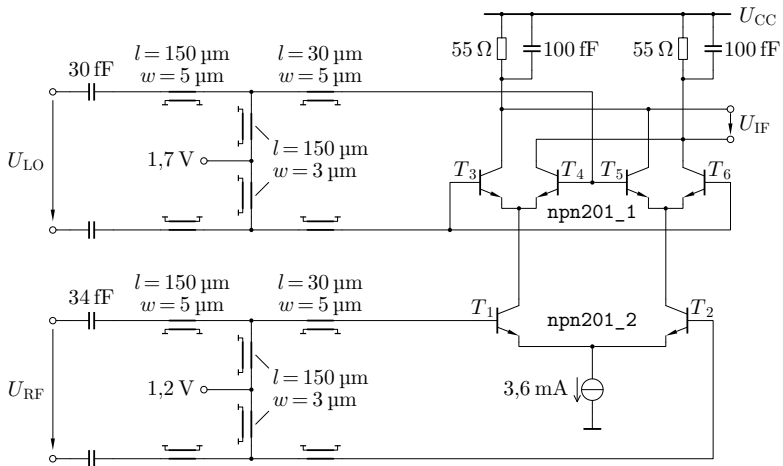 U_CC
55 Ω
100 fF
55 Ω
100 fF
30 fF
l = 150 µm
w = 5 µm
l = 30 µm
w = 5 µm
U_IF
U_LO
1,7 V
l = 150 µm
w = 3 µm
T_3
T_4
T_5
T_6
npn201_1
34 fF
l = 150 µm
w = 5 µm
l = 30 µm
w = 5 µm
T_1
npn201_2
T_2
U_RF
1,2 V
l = 150 µm
w = 3 µm
3,6 mA